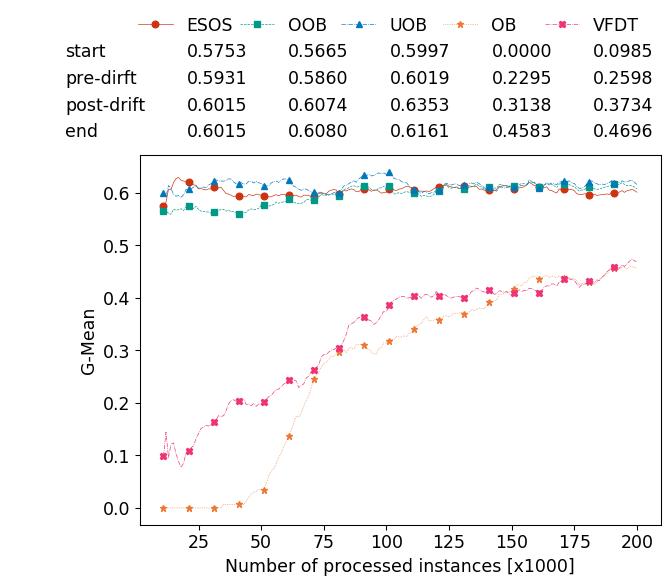 ESOS OOB UOB OB VFDT
start 0.5753 0.5665 0.5997 0.0000 0.0985
pre-dirft 0.5931 0.5860 0.6019 0.2295 0.2598
post-drift 0.6015 0.6074 0.6353 0.3138 0.3734
end 0.6015 0.6080 0.6161 0.4583 0.4696
G-Mean
0.6
0.5
0.4
0.3
0.2
0.1
0.0
25 50 75 100 125 150 175 200
Number of processed instances [x1000]